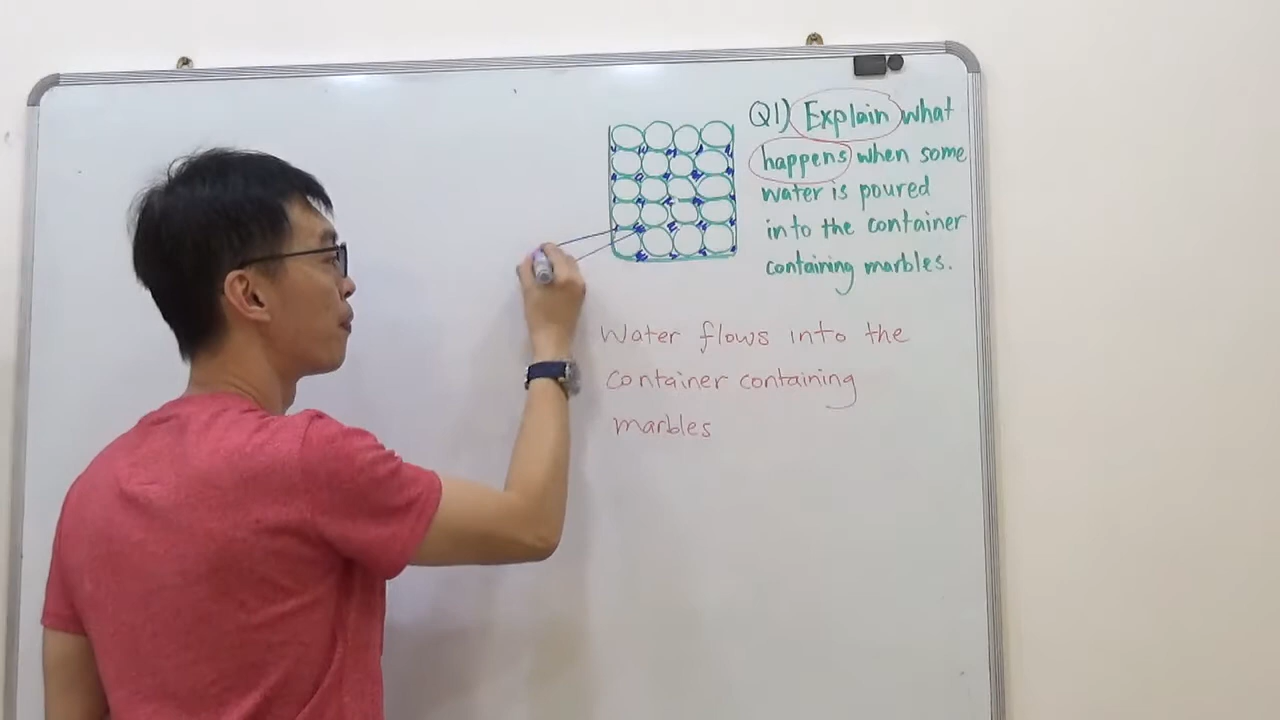 Q1) Explain what
happens when some
water is poured
into the container
containing marbles.
Water flows into the
container containing
marbles